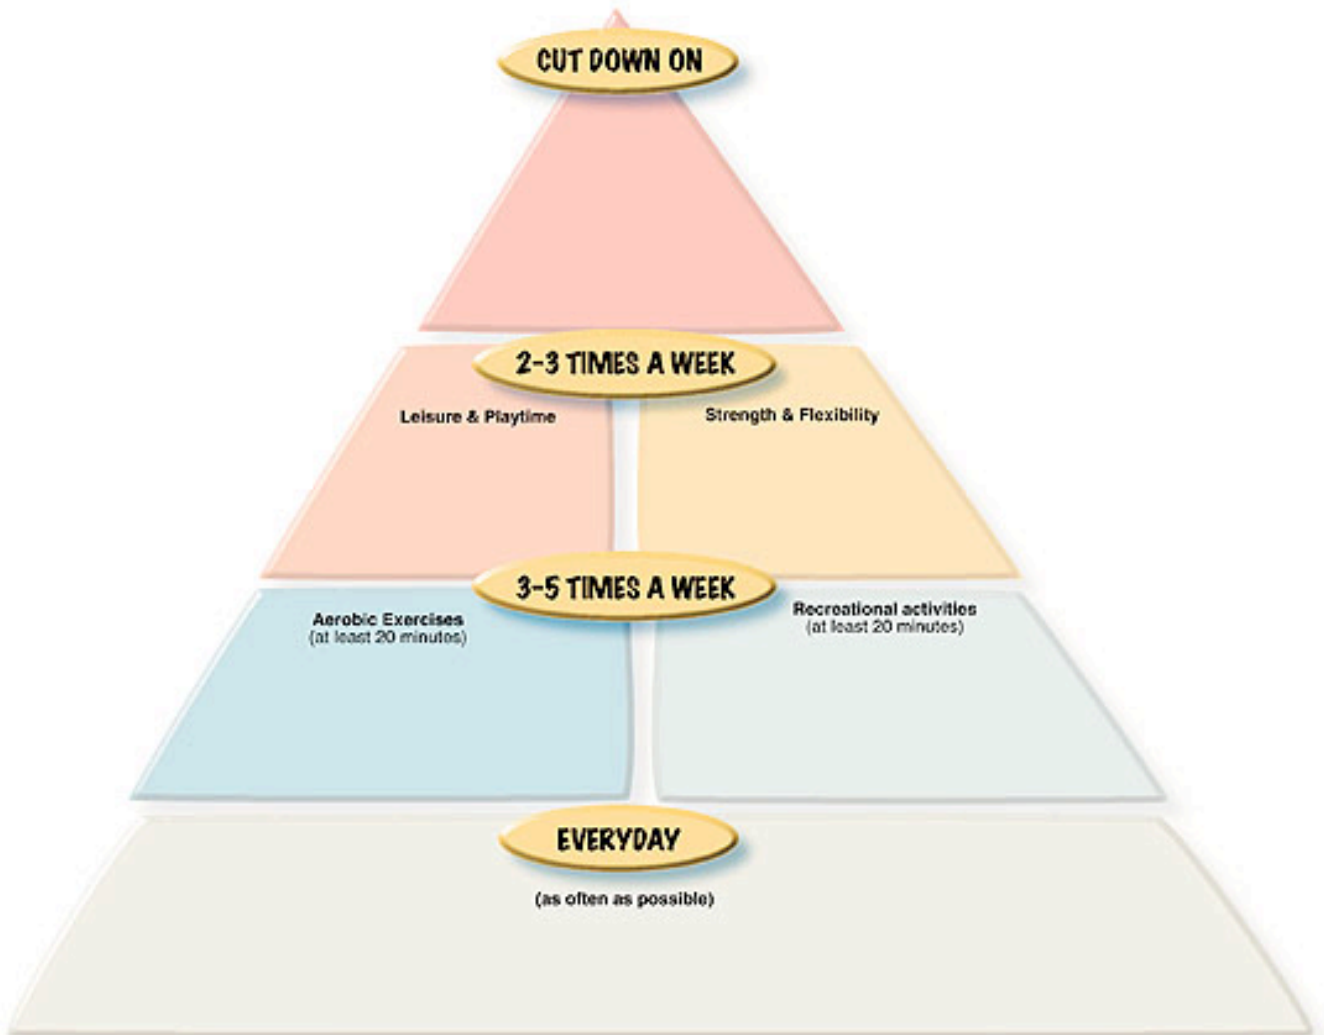 CUT DOWN ON
2-3 TIMES A WEEK
Leisure & Playtime
Strength & Flexibility
3-5 TIMES A WEEK
Aerobic Exercises
(at least 20 minutes)
Recreational activities
(at least 20 minutes)
EVERYDAY
(as often as possible)